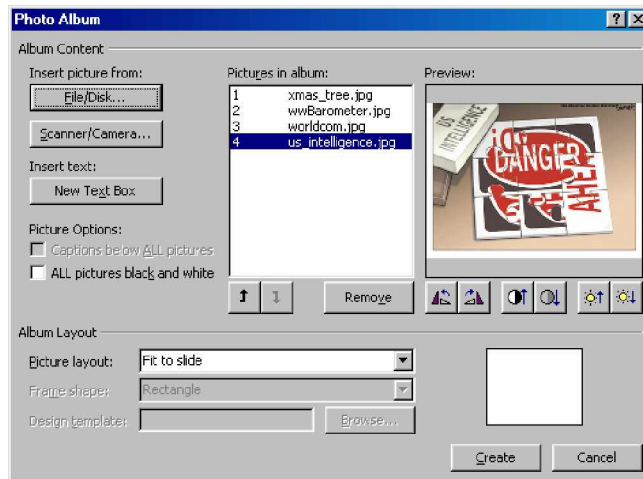 Photo Album
Album Content
Insert picture from:
File/Disk...
Scanner/Camera...
Insert text:
New Text Box
Picture Options:
Captions below ALL pictures
ALL pictures black and white
Pictures in album:
1 xmas_tree.jpg
2 wwBarometer.jpg
3 worldcom.jpg
4 us_intelligence.jpg
Remove
Preview:
US
INTELLIGENCE
DANGER
AHEA
Album Layout
Picture layout: Fit to slide
Frame shape: Rectangle
Design template: Browse...
Create Cancel